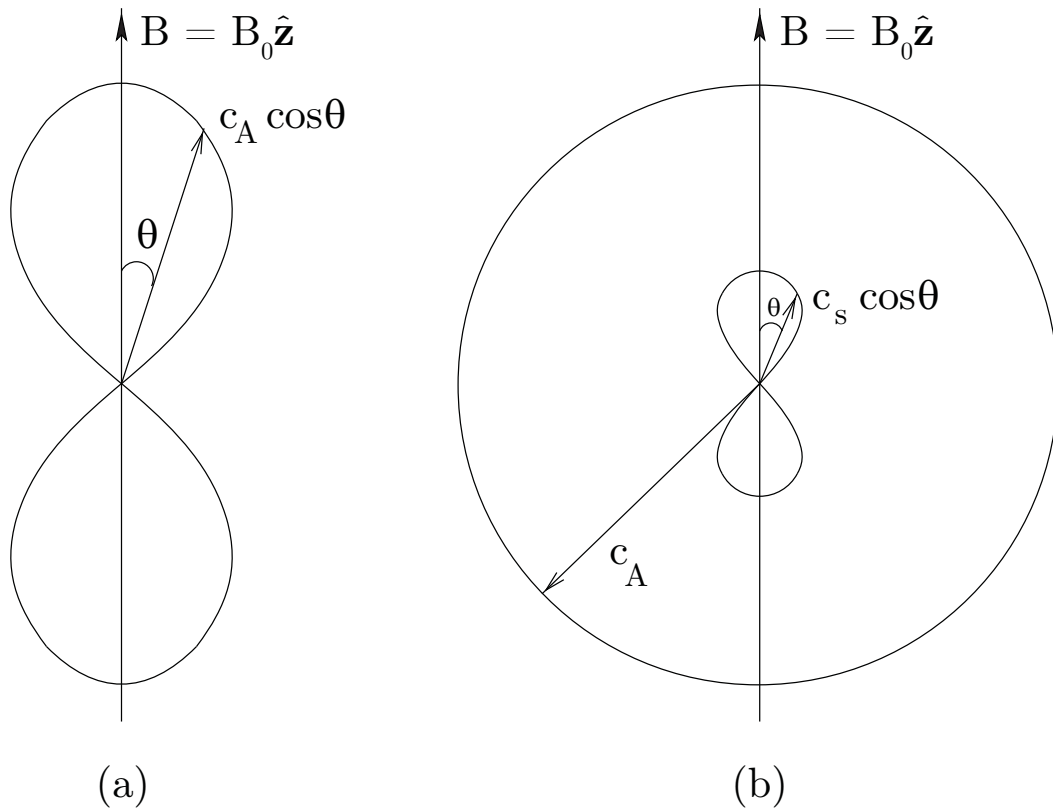 B = B₀ẑ
c_A cosθ
θ
(a)
B = B₀ẑ
θ
c_s cosθ
c_A
(b)